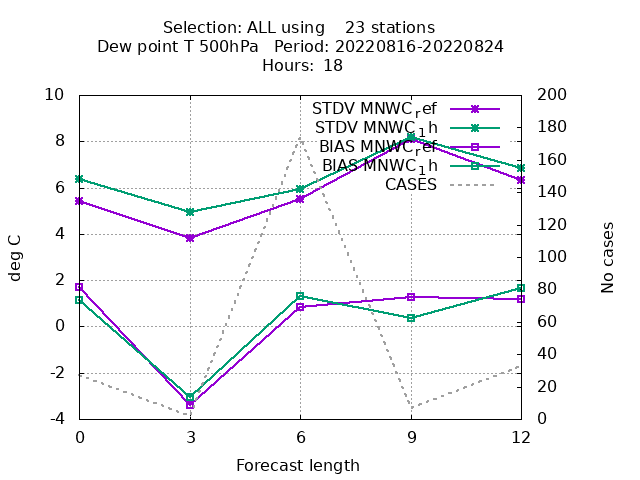 Selection: ALL using    23 stations
Dew point T 500hPa   Period: 20220816-20220824
Hours: 18
10 200
STDV MNWC_ref
180
STDV MNWC_1h
8
BIAS MNWC_ref
160
BIAS MNWC_1h
6 CASES 140
120
4
deg C 100 No cases
2 80
0 60
40
-2
20
-4 0
0 3 6 9 12
Forecast length